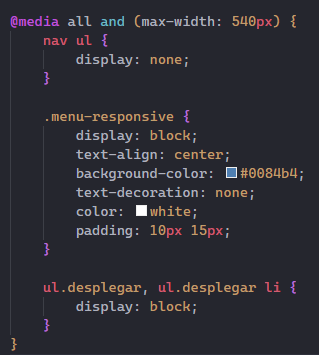 @media all and (max-width: 540px) {
    nav ul {
        display: none;
    }

    .menu-responsive {
        display: block;
        text-align: center;
        background-color: #0084b4;
        text-decoration: none;
        color: white;
        padding: 10px 15px;
    }

    ul.desplegar, ul.desplegar li {
        display: block;
    }
}